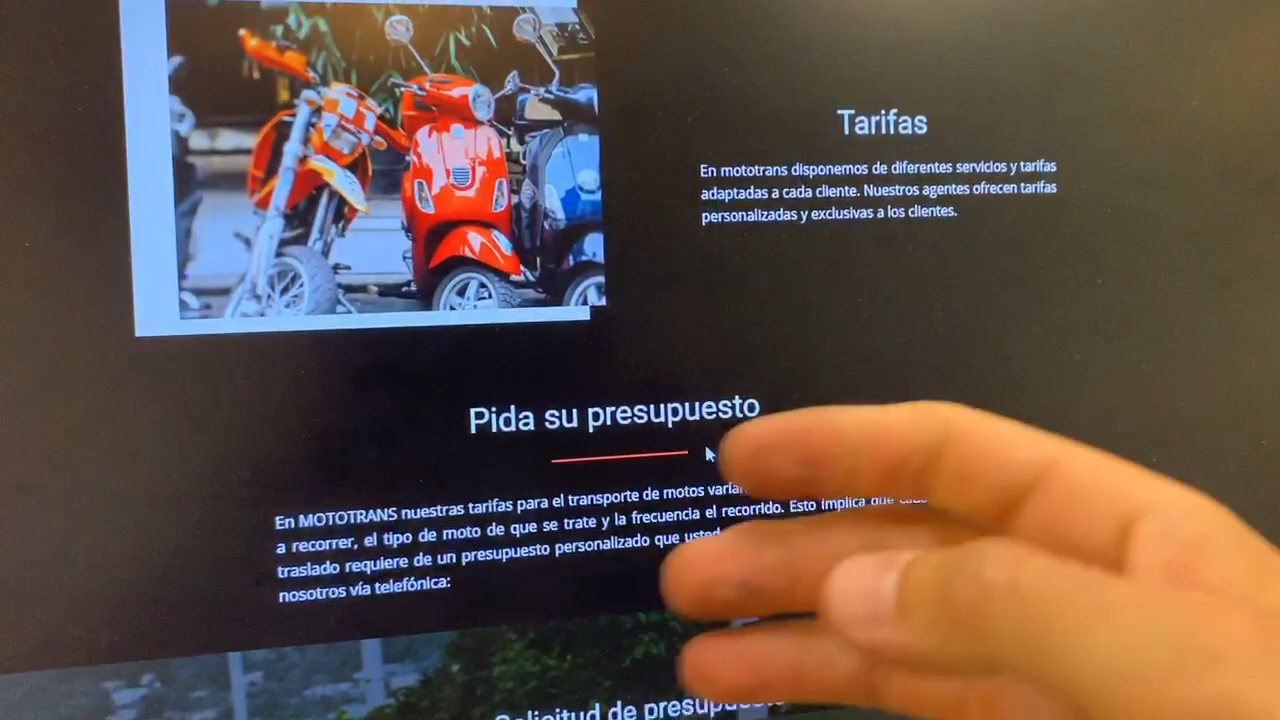 Tarifas
En mototrans disponemos de diferentes servicios y tarifas
adaptadas a cada cliente. Nuestros agentes ofrecen tarifas
personalizadas y exclusivas a los clientes.
Pida su presupuesto
En MOTOTRANS nuestras tarifas para el transporte de motos varían
a recorrer, el tipo de moto de que se trate y la frecuencia el recorrido. Esto implica que cada
traslado requiere de un presupuesto personalizado que usted
nosotros vía telefónica:
Solicitud de presupuesto